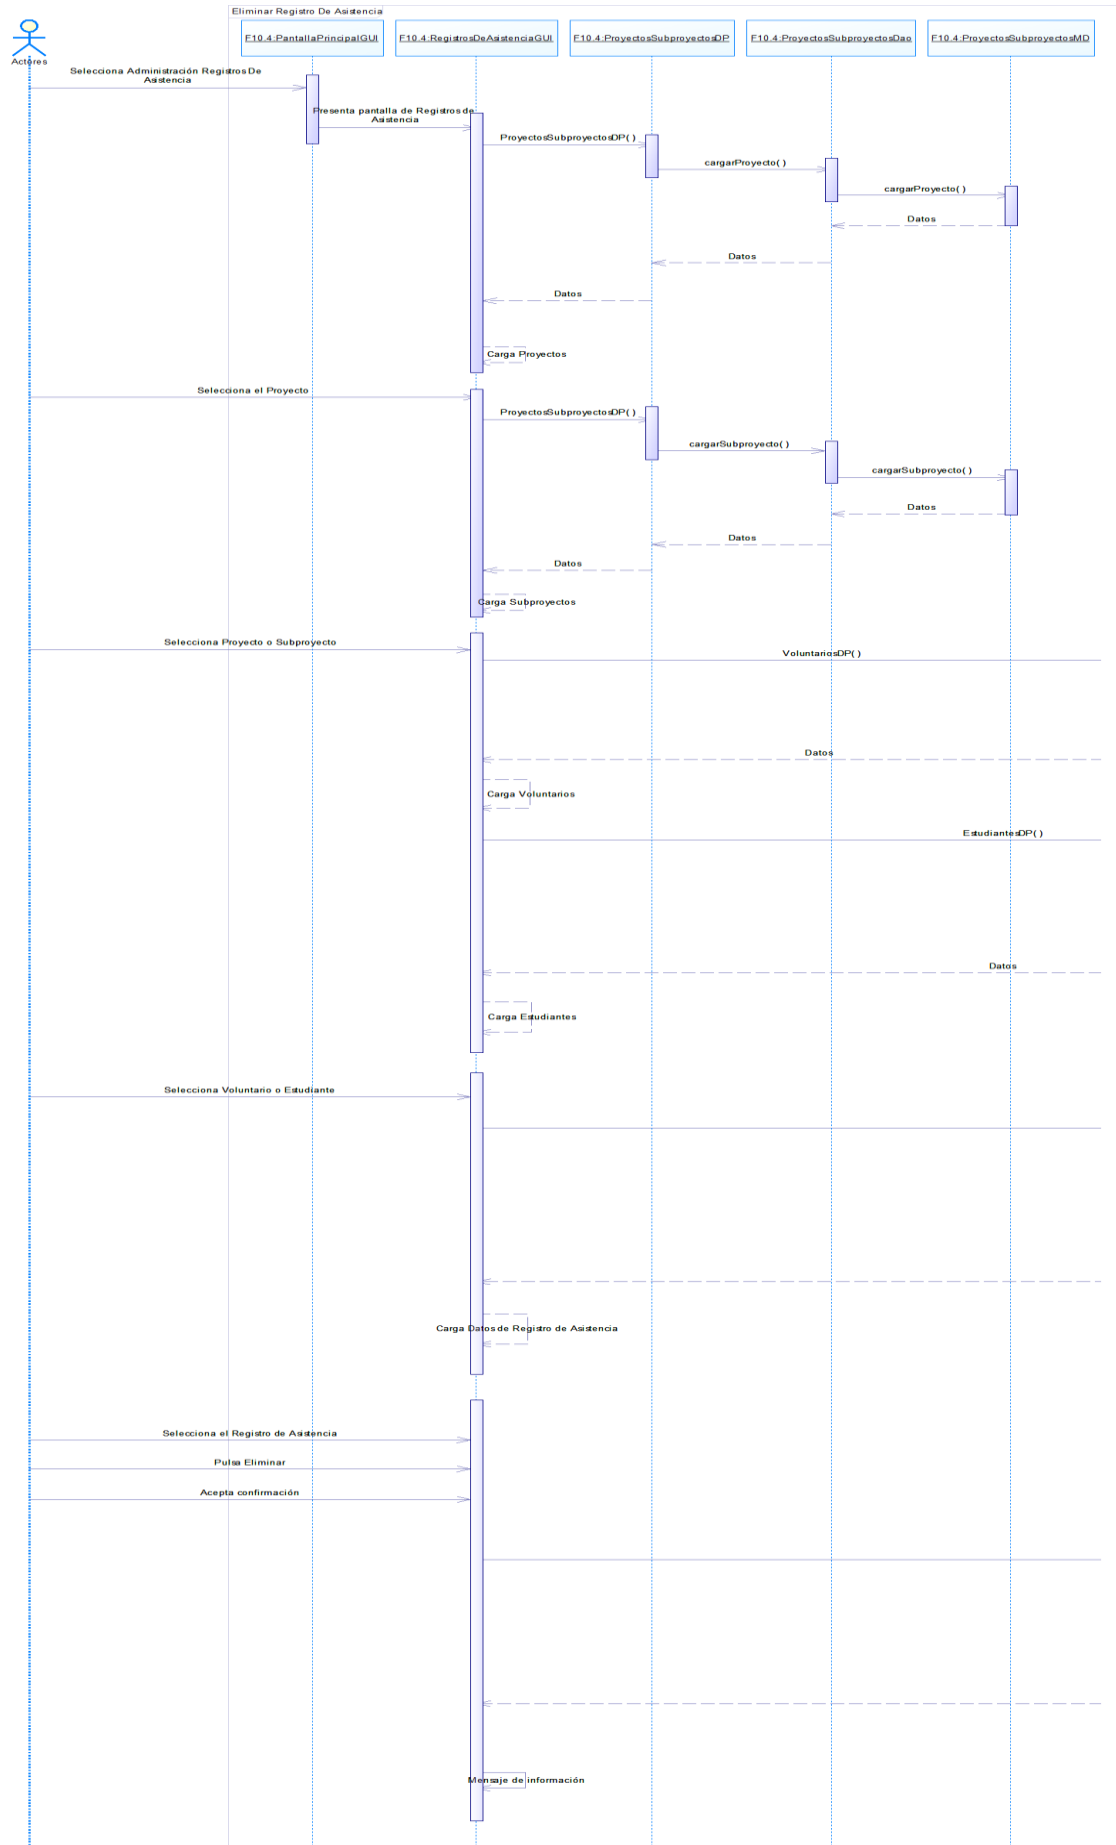 Eliminar Registro De Asistencia
F10.4:PantallaPrincipalGUI
F10.4:RegistrosDeAsistenciaGUI
F10.4:ProyectosSubproyectosDP
F10.4:ProyectosSubproyectosDao
F10.4:ProyectosSubproyectosMD
Actores
Selecciona Administración Registros De
Asistencia
Presenta pantalla de Registros de
Asistencia
ProyectosSubproyectosDP( )
cargarProyecto( )
cargarProyecto( )
Datos
Datos
Datos
Carga Proyectos
Selecciona el Proyecto
ProyectosSubproyectosDP( )
cargarSubproyecto( )
cargarSubproyecto( )
Datos
Datos
Datos
Carga Subproyectos
Selecciona Proyecto o Subproyecto
VoluntariosDP( )
Datos
Carga Voluntarios
EstudiantesDP( )
Datos
Carga Estudiantes
Selecciona Voluntario o Estudiante
Carga Datos de Registro de Asistencia
Selecciona el Registro de Asistencia
Pulsa Eliminar
Acepta confirmación
Mensaje de información